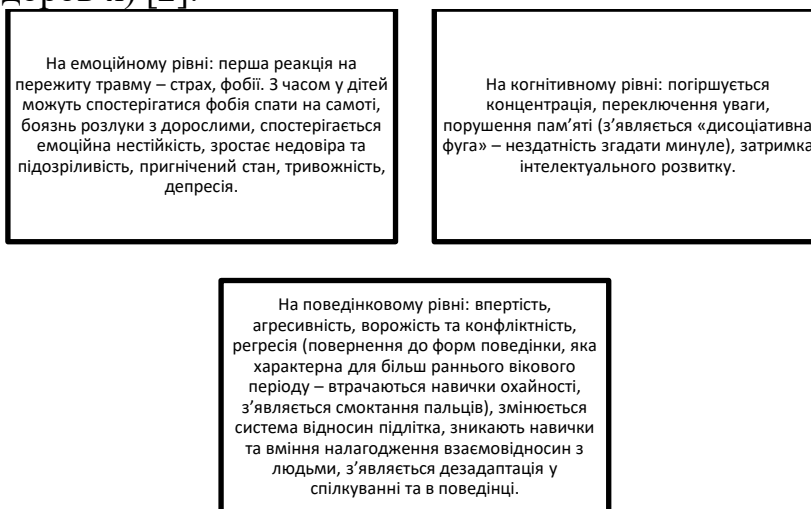 доров'я) [2].
На емоційному рівні: перша реакція на
пережиту травму – страх, фобії. З часом у дітей
можуть спостерігатися фобія спати на самоті,
боязнь розлуки з дорослими, спостерігається
емоційна нестійкість, зростає недовіра та
підозріливість, пригнічений стан, тривожність,
депресія.
На когнітивному рівні: погіршується
концентрація, переключення уваги,
порушення пам’яті (з’являється «дисоціативна
фуга» – нездатність згадати минуле), затримка
інтелектуального розвитку.
На поведінковому рівні: впертість,
агресивність, ворожість та конфліктність,
регресія (повернення до форм поведінки, яка
характерна для більш раннього вікового
періоду – втрачаються навички охайності,
з’являється смоктання пальців), змінюється
система відносин підлітка, зникають навички
та вміння налагодження взаємовідносин з
людьми, з’являється дезадаптація у
спілкуванні та в поведінці.